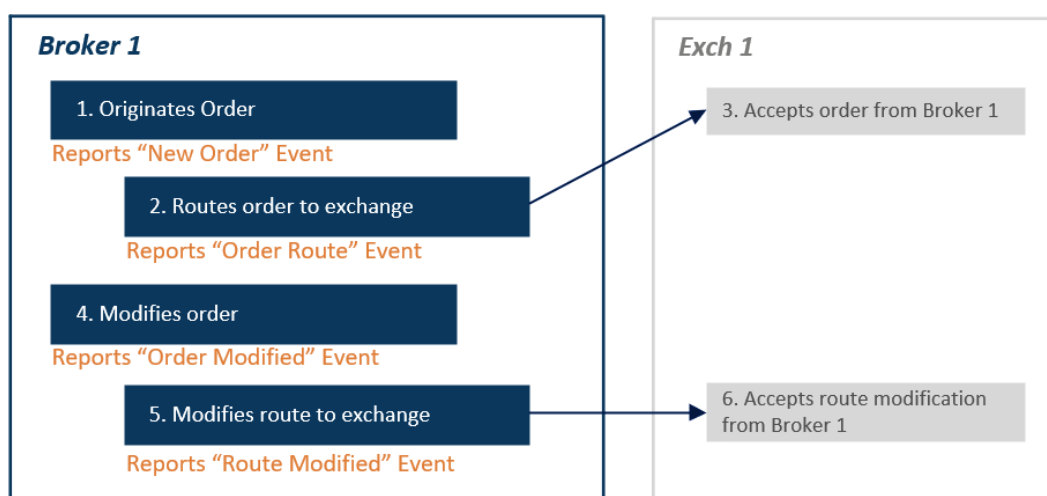 Broker 1
Exch 1
1. Originates Order
3. Accepts order from Broker 1
Reports “New Order” Event
2. Routes order to exchange
Reports “Order Route” Event
4. Modifies order
Reports “Order Modified” Event
5. Modifies route to exchange
6. Accepts route modification
from Broker 1
Reports “Route Modified” Event